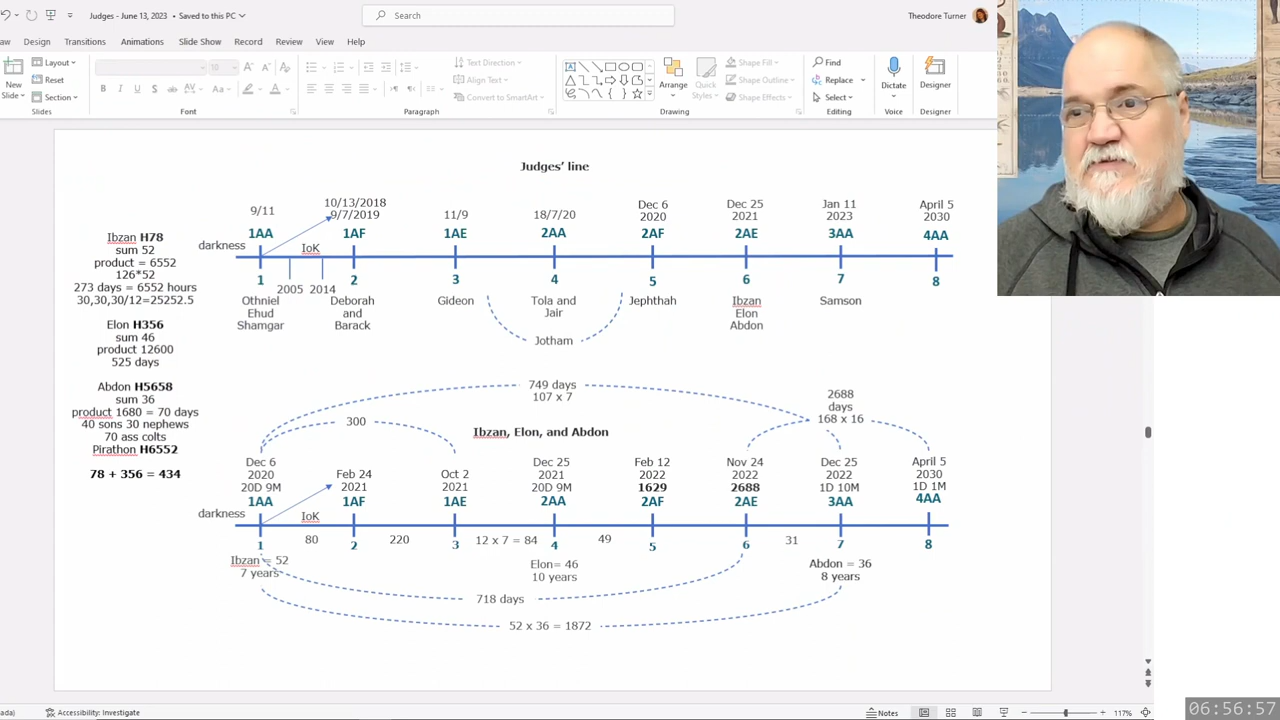 Judges - June 13, 2023 • Saved to this PC
Search
Theodore Turner
aw Design Transitions Animations Slide Show Record Review View Help
New
Slide
Layout
Reset
Section
Slides
Font
Text Direction
Align Text
Convert to SmartArt
Paragraph
Arrange
Quick
Styles
Shape Fill
Shape Outline
Shape Effects
Drawing
Find
Replace
Select
Editing
Dictate
Voice
Designer
Designer
Judges’ line
9/11
10/13/2018
9/7/2019
11/9
18/7/20
Dec 6
2020
Dec 25
2021
Jan 11
2023
April 5
2030
1AA 1AF 1AE 2AA 2AF 2AE 3AA 4AA
darkness
IoK
1 2 3 4 5 6 7 8
2005 2014
Othniel
Ehud
Shamgar
Deborah
and
Barack
Gideon
Tola and
Jair
Jephthah
Ibzan
Elon
Abdon
Samson
Jotham
Ibzan H78
sum 52
product = 6552
126*52
273 days = 6552 hours
30,30,30/12=25252.5
Elon H356
sum 46
product 12600
525 days
Abdon H5658
sum 36
product 1680 = 70 days
40 sons 30 nephews
70 ass colts
Pirathon H6552
78 + 356 = 434
749 days
107 x 7
2688
days
168 x 16
300
Ibzan, Elon, and Abdon
Dec 6
2020
20D 9M
Feb 24
2021
Oct 2
2021
Dec 25
2021
20D 9M
Feb 12
2022
1629
Nov 24
2022
2688
Dec 25
2022
1D 10M
April 5
2030
1D 1M
1AA 1AF 1AE 2AA 2AF 2AE 3AA 4AA
darkness
IoK
80 220 12 x 7 = 84 49 31
1 2 3 4 5 6 7 8
Ibzan = 52
7 years
Elon= 46
10 years
Abdon = 36
8 years
718 days
52 x 36 = 1872
ada)
Accessibility: Investigate
Notes
117%
06:56:57